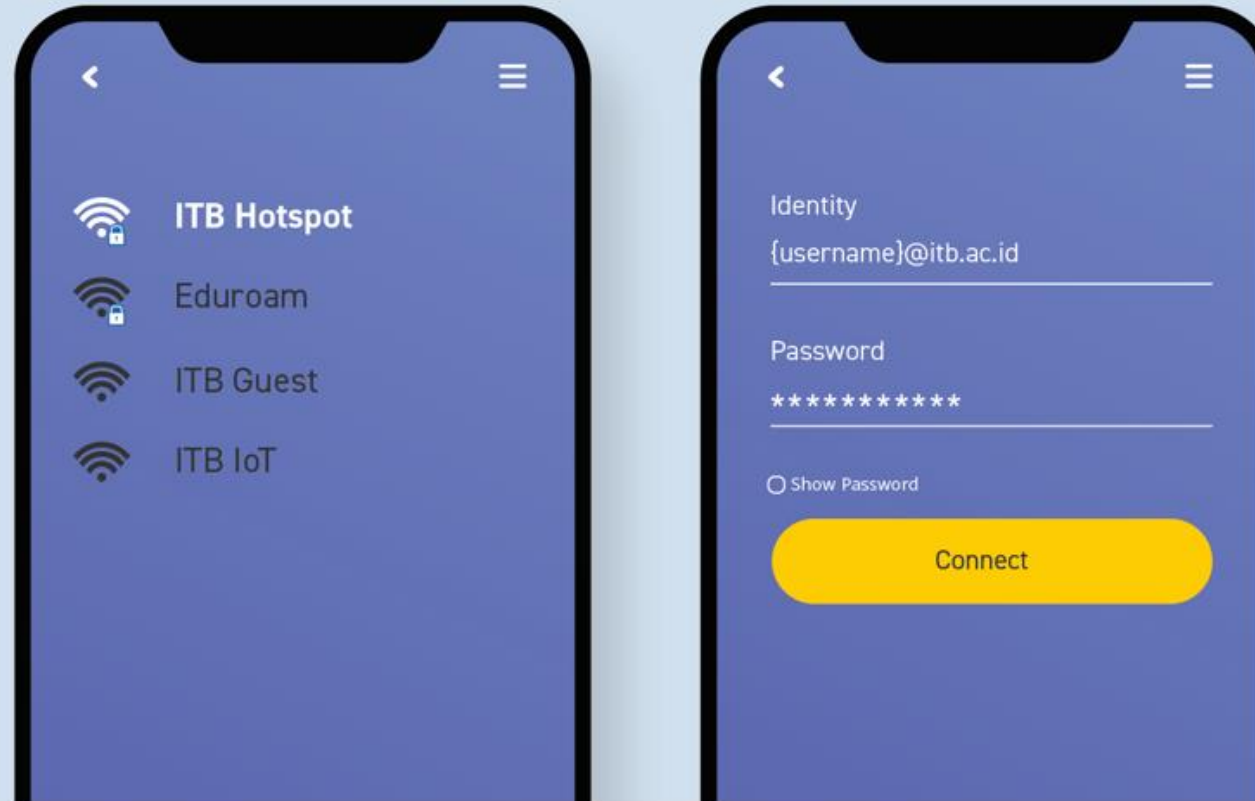 ITB Hotspot
Eduroam
ITB Guest
ITB IoT
Identity
{username}@itb.ac.id
Password
***********
Show Password
Connect